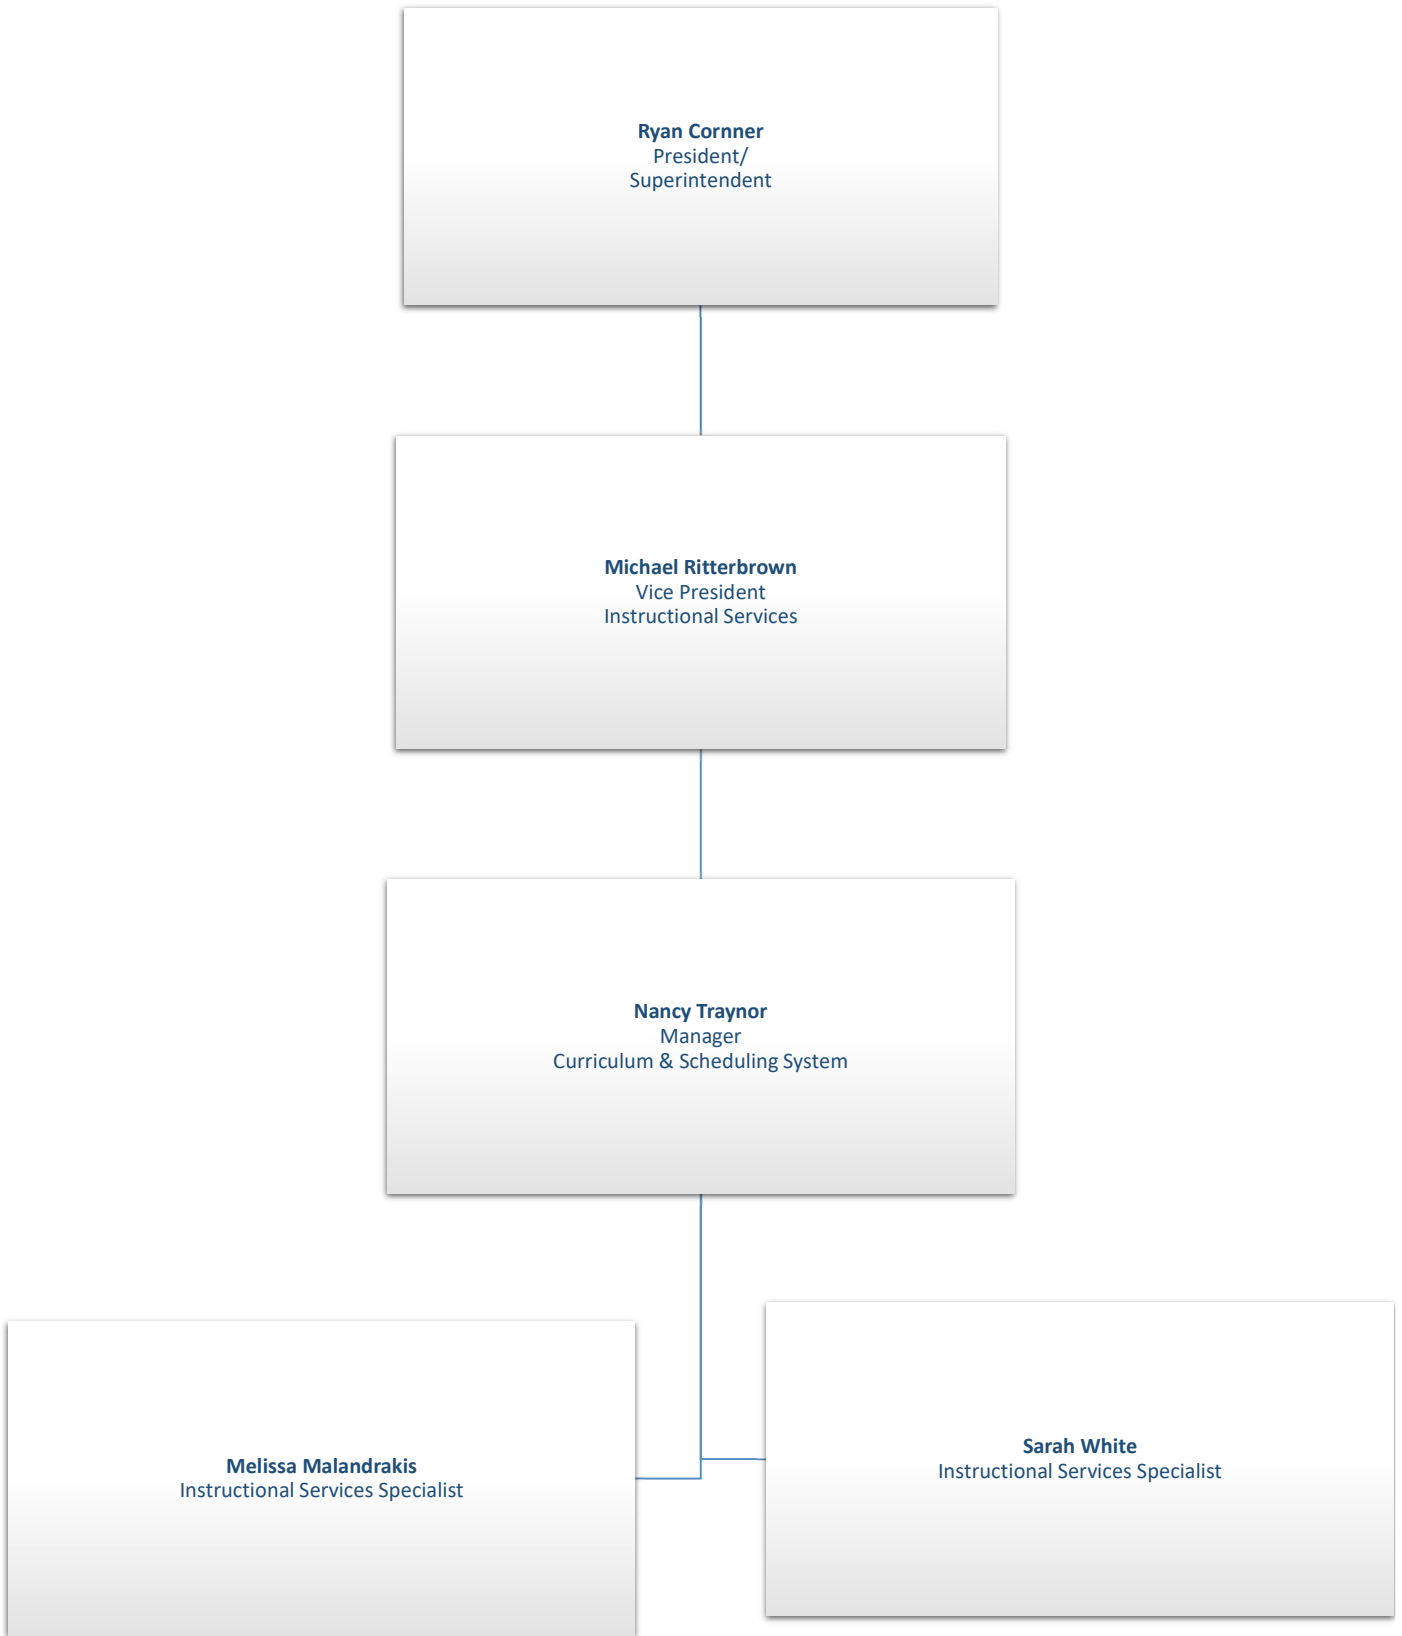 Ryan Cornner
President/
Superintendent
Michael Ritterbrown
Vice President
Instructional Services
Nancy Traynor
Manager
Curriculum & Scheduling System
Melissa Malandrakis
Instructional Services Specialist
Sarah White
Instructional Services Specialist